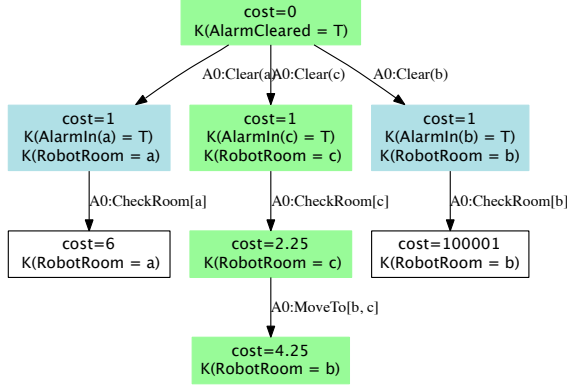 cost=0
K(AlarmCleared = T)
A0:Clear(a)
A0:Clear(c)
A0:Clear(b)
cost=1
K(AlarmIn(a) = T)
K(RobotRoom = a)
cost=1
K(AlarmIn(c) = T)
K(RobotRoom = c)
cost=1
K(AlarmIn(b) = T)
K(RobotRoom = b)
A0:CheckRoom[a]
A0:CheckRoom[c]
A0:CheckRoom[b]
cost=6
K(RobotRoom = a)
cost=2.25
K(RobotRoom = c)
cost=100001
K(RobotRoom = b)
A0:MoveTo[b, c]
cost=4.25
K(RobotRoom = b)